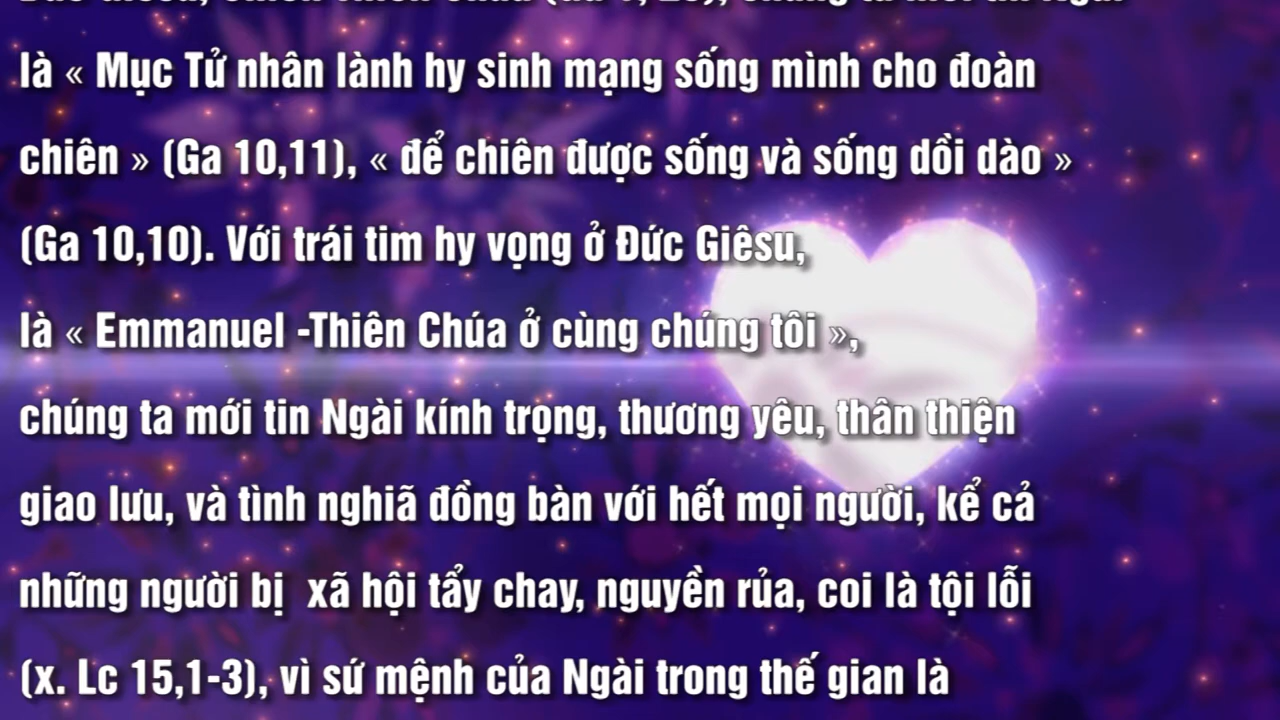 là « Mục Tử nhân lành hy sinh mạng sống mình cho đoàn
chiên » (Ga 10,11), « để chiên được sống và sống dồi dào »
(Ga 10,10). Với trái tim hy vọng ở Đức Giêsu,
là « Emmanuel -Thiên Chúa ở cùng chúng tôi »,
chúng ta mới tin Ngài kính trọng, thương yêu, thân thiện
giao lưu, và tình nghiã đồng bàn với hết mọi người, kể cả
những người bị  xã hội tẩy chay, nguyền rủa, coi là tội lỗi
(x. Lc 15,1-3), vì sứ mệnh của Ngài trong thế gian là